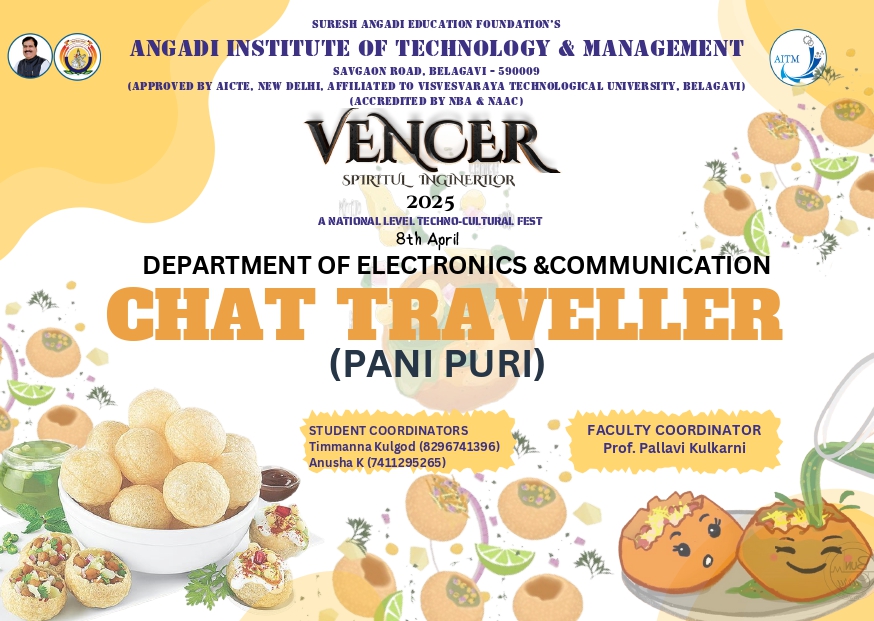 SURESH ANGADI EDUCATION FOUNDATION'S
ANGADI INSTITUTE OF TECHNOLOGY & MANAGEMENT
SAVGAON ROAD, BELAGAVI - 590009
(APPROVED BY AICTE, NEW DELHI, AFFILIATED TO VISVESVARAYA TECHNOLOGICAL UNIVERSITY, BELAGAVI)
(ACCREDITED BY NBA & NAAC)
AITM
VENCER
SPIRITUL INGINERILOR
2025
A NATIONAL LEVEL TECHNO-CULTURAL FEST
8th April
DEPARTMENT OF ELECTRONICS &COMMUNICATION
CHAT TRAVELLER
(PANI PURI)
STUDENT COORDINATORS
Timmanna Kulgod (8296741396)
Anusha K (7411295265)
FACULTY COORDINATOR
Prof. Pallavi Kulkarni